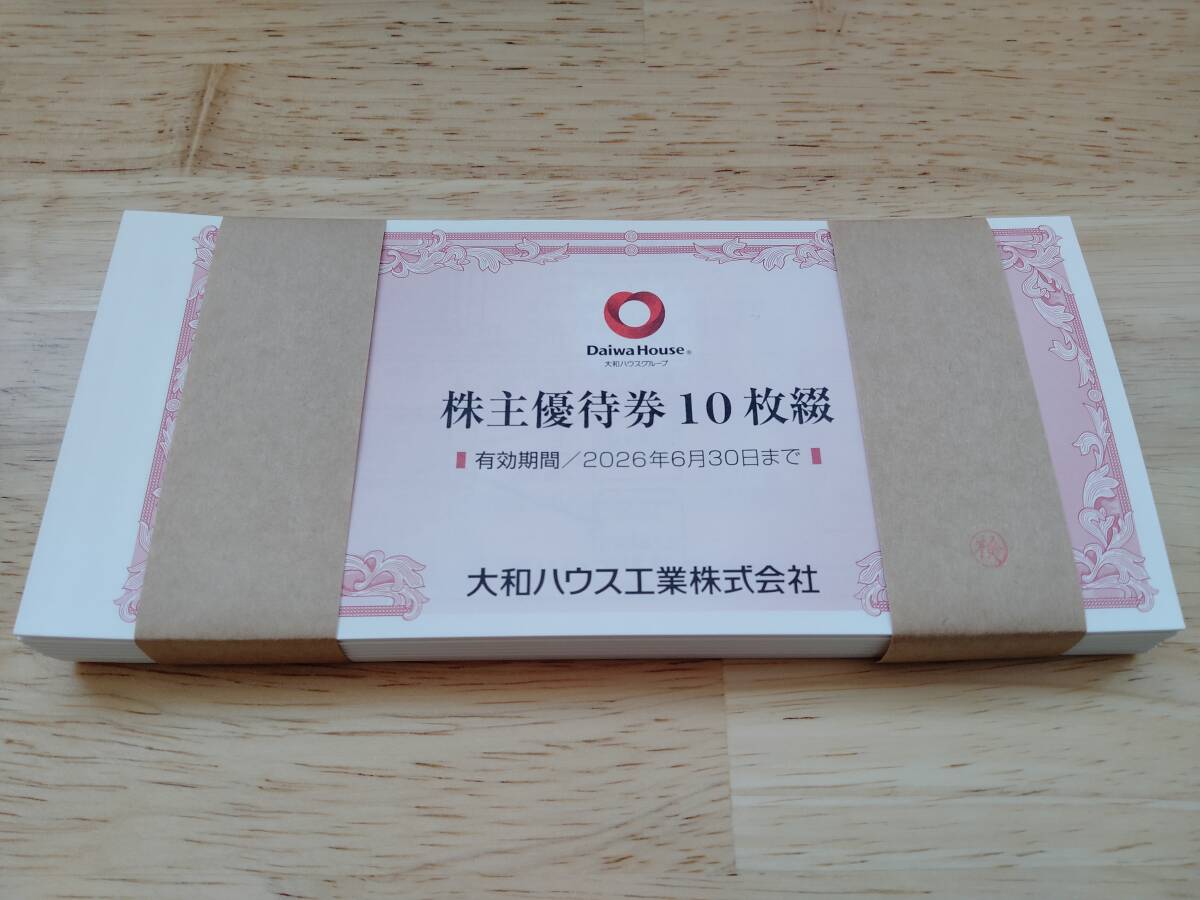 Daiwa House®
大和ハウスグループ
株主優待券10枚綴
有効期間/2026年6月30日まで
大和ハウス工業株式会社
検